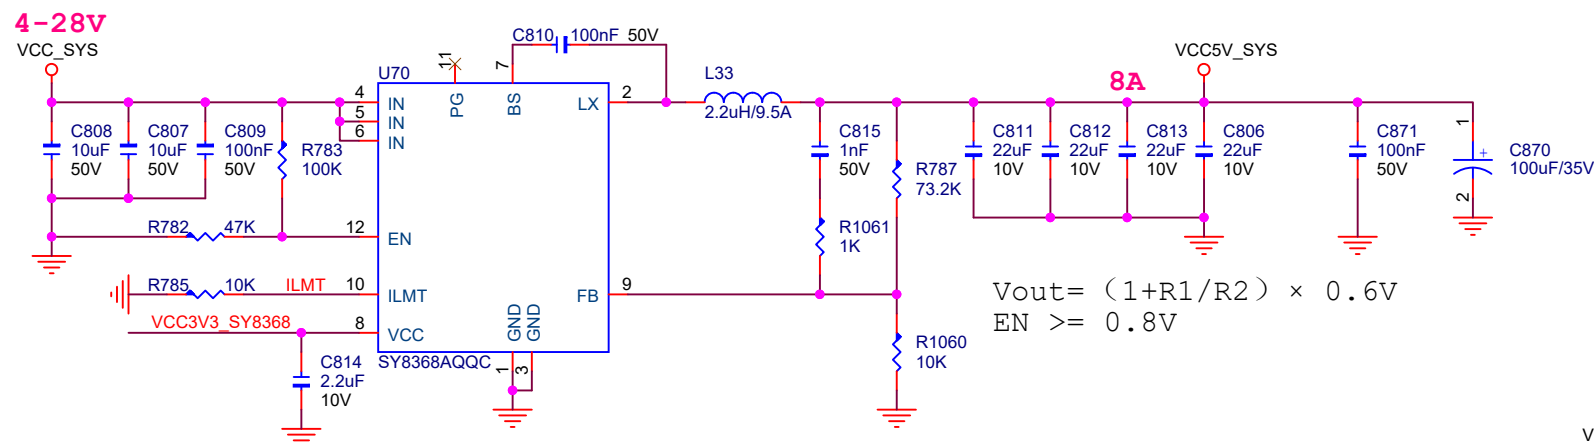 4-28V
VCC_SYS
C810 100nF 50V
VCC5V_SYS
11
7
U70
L33
8A
4 IN
PG
BS
LX 2
2.2uH/9.5A
5 IN
6 IN
C808
10uF
50V
C807
10uF
50V
C809
100nF
50V
R783
100K
C815
1nF
50V
R787
73.2K
C811
22uF
10V
C812
22uF
10V
C813
22uF
10V
C806
22uF
10V
C871
100nF
50V
1
+
C870
100uF/35V
2
R782 47K 12 EN
R1061
1K
R785 10K ILMT 10 ILMT
FB 9
Vout= (1+R1/R2) × 0.6V
EN >= 0.8V
VCC3V3_SY8368 8 VCC
GND
GND
SY8368AQQC
1
3
C814
2.2uF
10V
R1060
10K
V